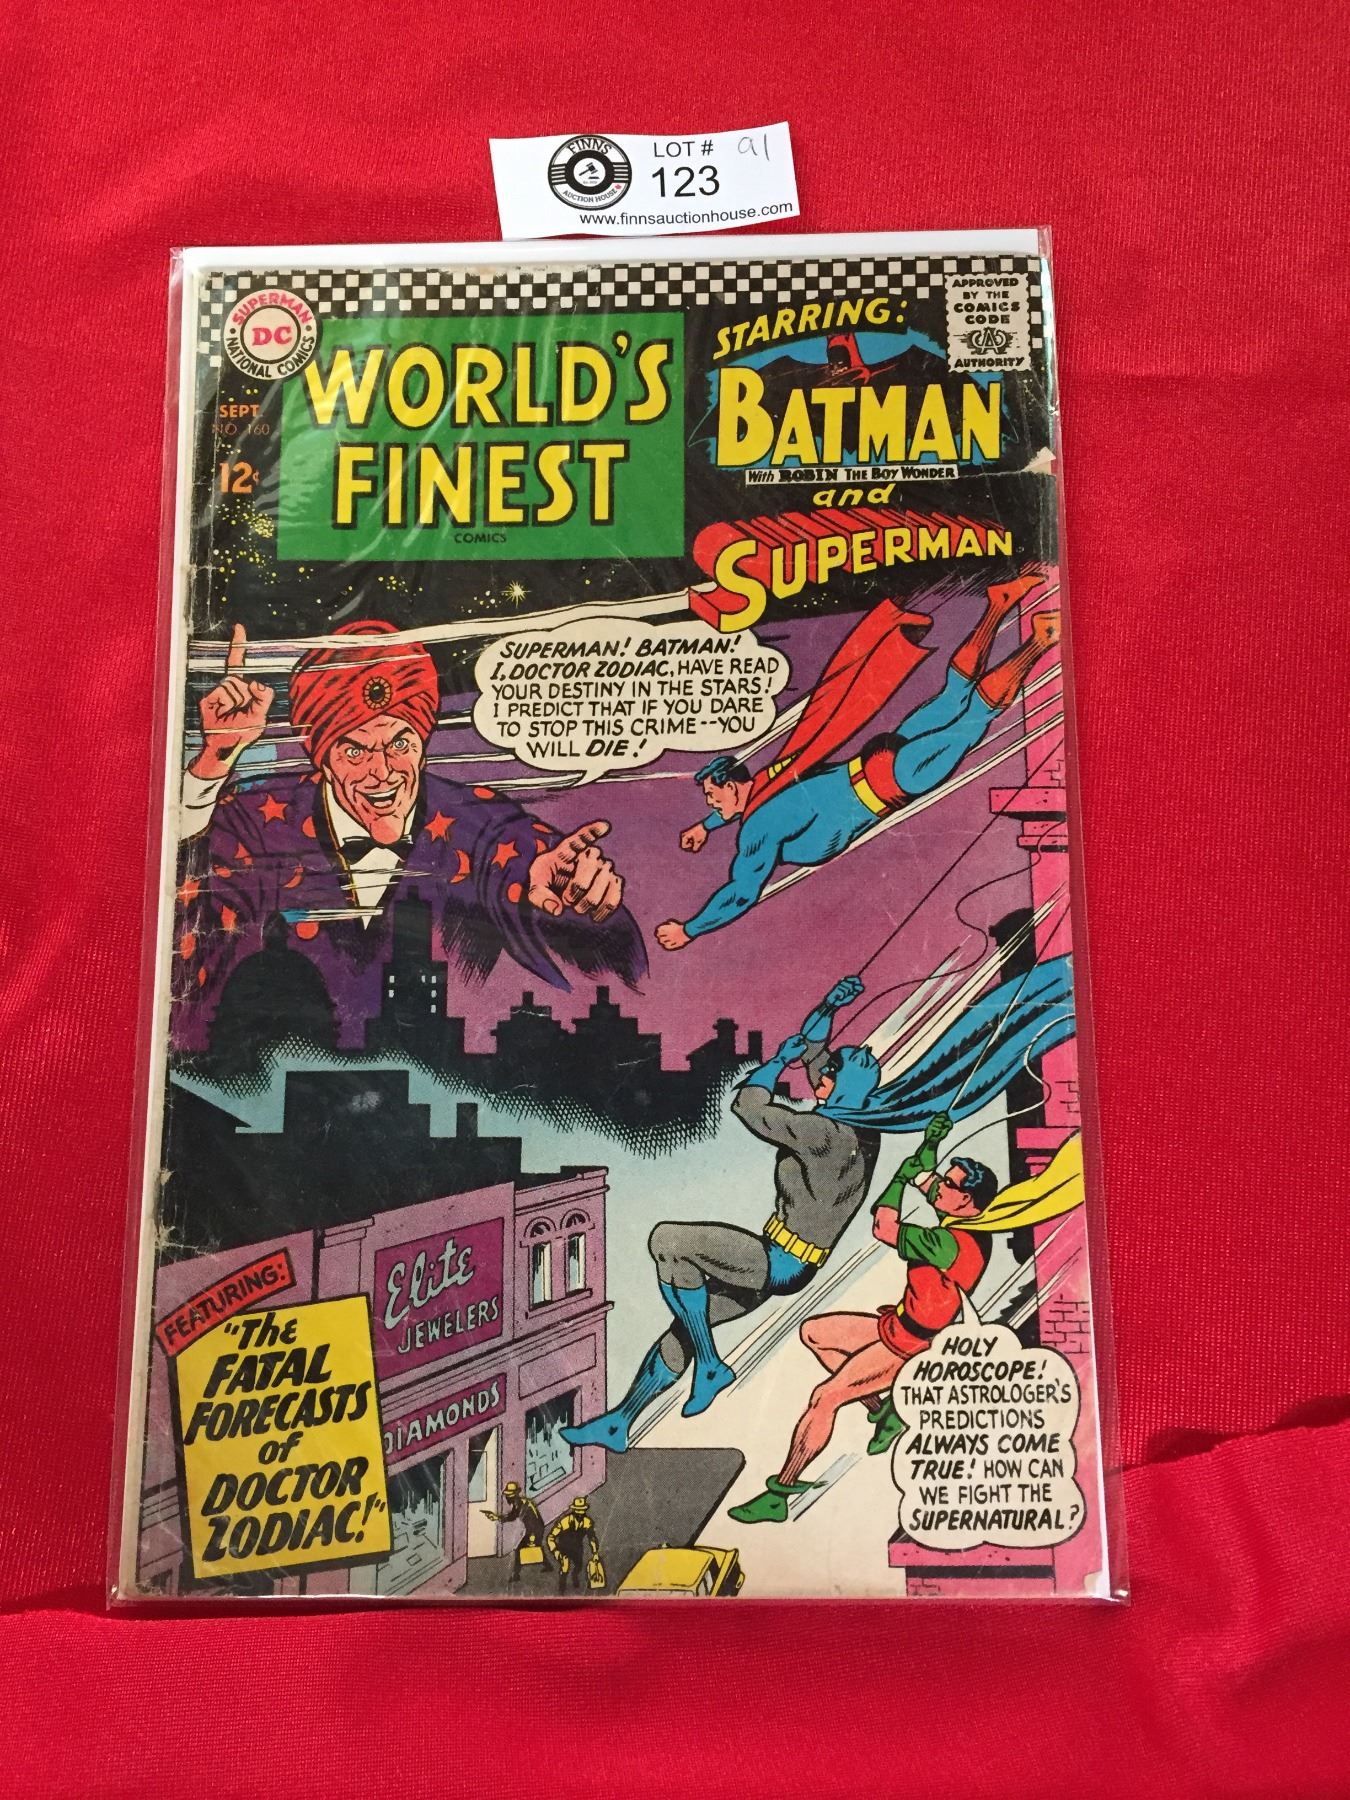 FINNS
AUCTION HOUSE
LOT # 91
123
www.finnsauctionhouse.com
SUPERMAN
DC
NATIONAL COMICS
SEPT.
NO. 160
12¢
WORLD'S
FINEST
COMICS
STARRING:
BATMAN
With ROBIN THE BOY WONDER
and
SUPERMAN
APPROVED
BY THE
COMICS
CODE
CA
AUTHORITY
SUPERMAN! BATMAN!
I, DOCTOR ZODIAC, HAVE READ
YOUR DESTINY IN THE STARS!
I PREDICT THAT IF YOU DARE
TO STOP THIS CRIME--YOU
WILL DIE!
Elite
JEWELERS
DIAMONDS
FEATURING:
"The
FATAL
FORECASTS
of
DOCTOR
ZODIAC!"
HOLY
HOROSCOPE!
THAT ASTROLOGER'S
PREDICTIONS
ALWAYS COME
TRUE! HOW CAN
WE FIGHT THE
SUPERNATURAL?